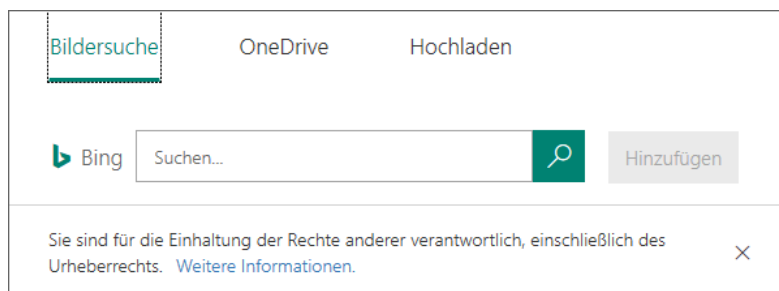 Bildersuche OneDrive Hochladen
Bing Suchen... Hinzufügen
Sie sind für die Einhaltung der Rechte anderer verantwortlich, einschließlich des
Urheberrechts. Weitere Informationen.